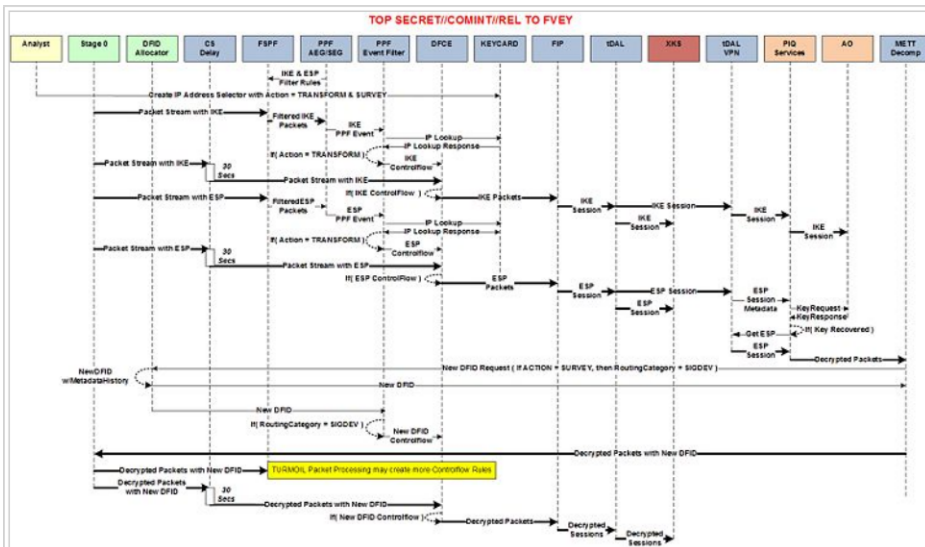 TOP SECRET//COMINT//REL TO FVEY
Analyst
Stage 0
DFID
Allocator
CS
Delay
FSPF
PPF
AEG/SEG
PPF
Event Filter
DFCE
KEYCARD
FIP
tDAL
XKS
tDAL
VPN
PIQ
Services
AO
METT
Decomp
IKE & ESP
Filter Rules
Create IP Address Selector with Action = TRANSFORM & SURVEY
Packet Stream with IKE
Filtered IKE
Packets
IKE
PPF Event
IP Lookup
IP Lookup Response
If( Action = TRANSFORM )
IKE
Controlflow
Packet Stream with IKE
30
Secs
Packet Stream with IKE
If( IKE ControlFlow )
IKE Packets
IKE
Session
IKE Session
IKE
Session
IKE
Session
IKE
Session
Packet Stream with ESP
FilteredESP
Packets
ESP
PPF Event
IP Lookup
IP Lookup Response
If( Action = TRANSFORM )
ESP
Controlflow
Packet Stream with ESP
30
Secs
Packet Stream with ESP
If( ESP ControlFlow )
ESP
Packets
ESP
Session
ESP Session
ESP
Session
ESP
Session
Metadata
KeyRequest
KeyResponse
If( Key Recovered )
Get ESP
ESP
Session
Decrypted Packets
New DFID Request ( If ACTION = SURVEY, then RoutingCategory = SIGDEV )
NewDFID
w/MetadataHistory
New DFID
New DFID
If( RoutingCategory = SIGDEV )
New DFID
Controlflow
Decrypted Packets with New DFID
Decrypted Packets with New DFID
TURMOIL Packet Processing may create more Controlflow Rules
Decrypted Packets
with New DFID
30
Secs
Decrypted Packets with New DFID
If( New DFID Controlflow )
Decrypted Packets
Decrypted
Sessions
Decrypted
Sessions